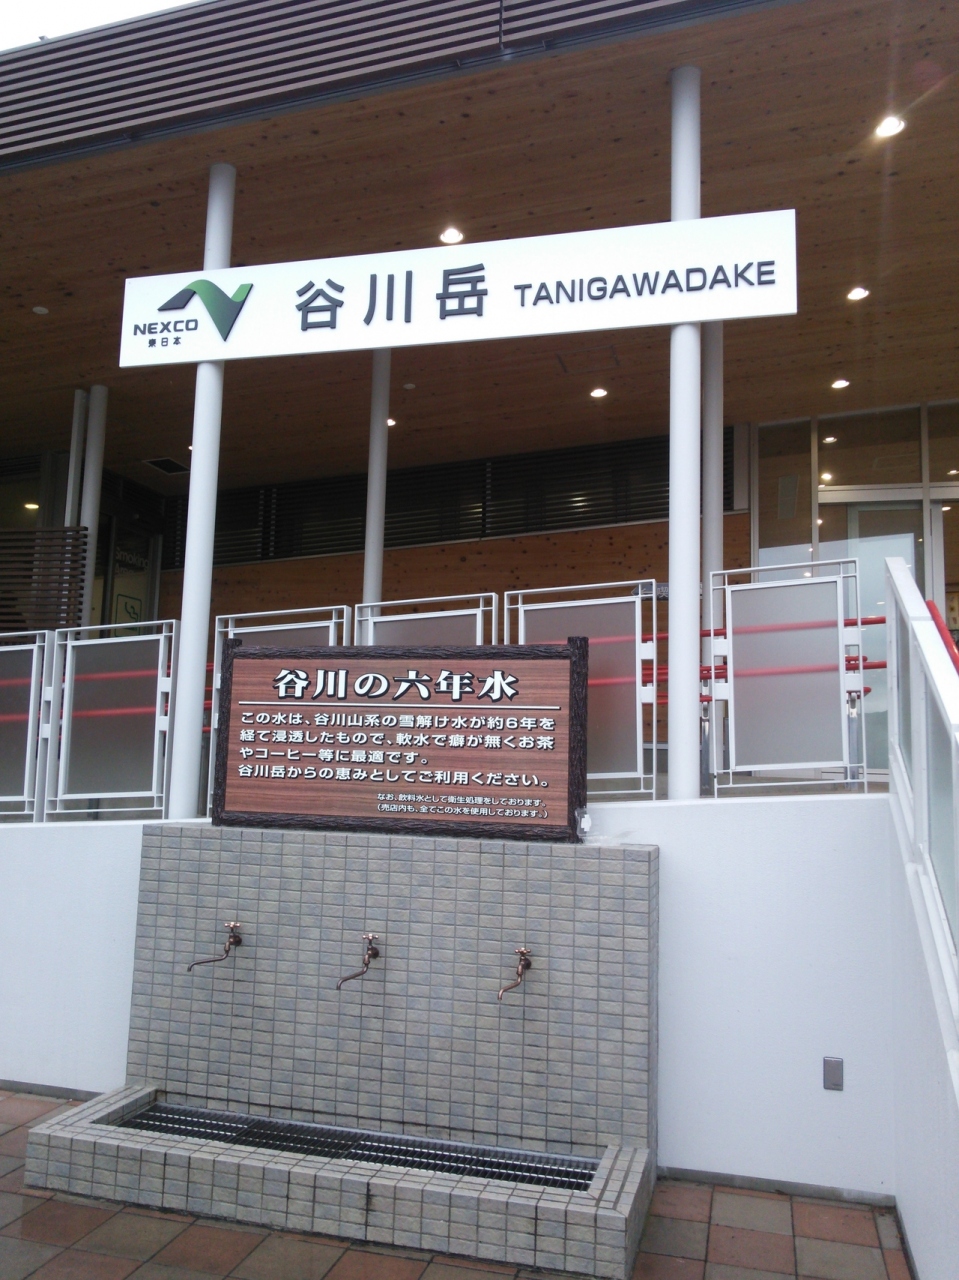 谷川岳 TANIGAWADAKE
NEXCO
東日本
Smoking
谷川の六年水
この水は、谷川山系の雪解け水が約6年を
経て浸透したもので、軟水で癖が無くお茶
やコーヒー等に最適です。
谷川岳からの恵みとしてご利用ください。
なお、飲料水として衛生処理をしております。
(売店内も、全てこの水を使用しております。)